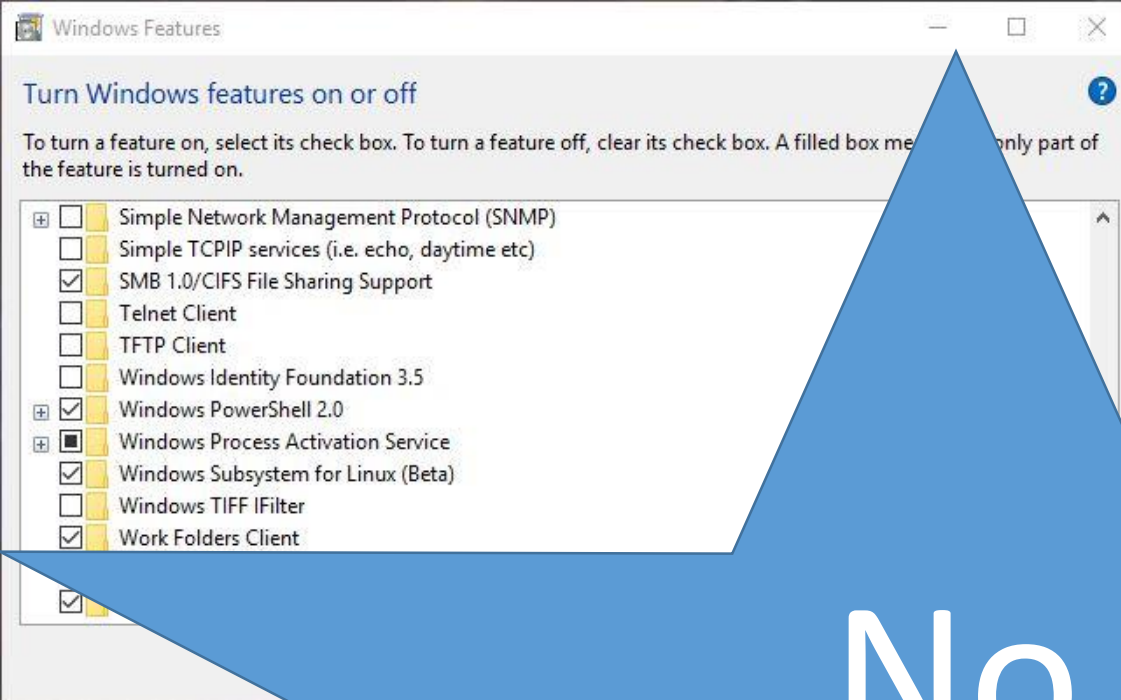 Windows Features
Turn Windows features on or off
To turn a feature on, select its check box. To turn a feature off, clear its check box. A filled box me only part of
the feature is turned on.
Simple Network Management Protocol (SNMP)
Simple TCPIP services (i.e. echo, daytime etc)
SMB 1.0/CIFS File Sharing Support
Telnet Client
TFTP Client
Windows Identity Foundation 3.5
Windows PowerShell 2.0
Windows Process Activation Service
Windows Subsystem for Linux (Beta)
Windows TIFF IFilter
Work Folders Client
No